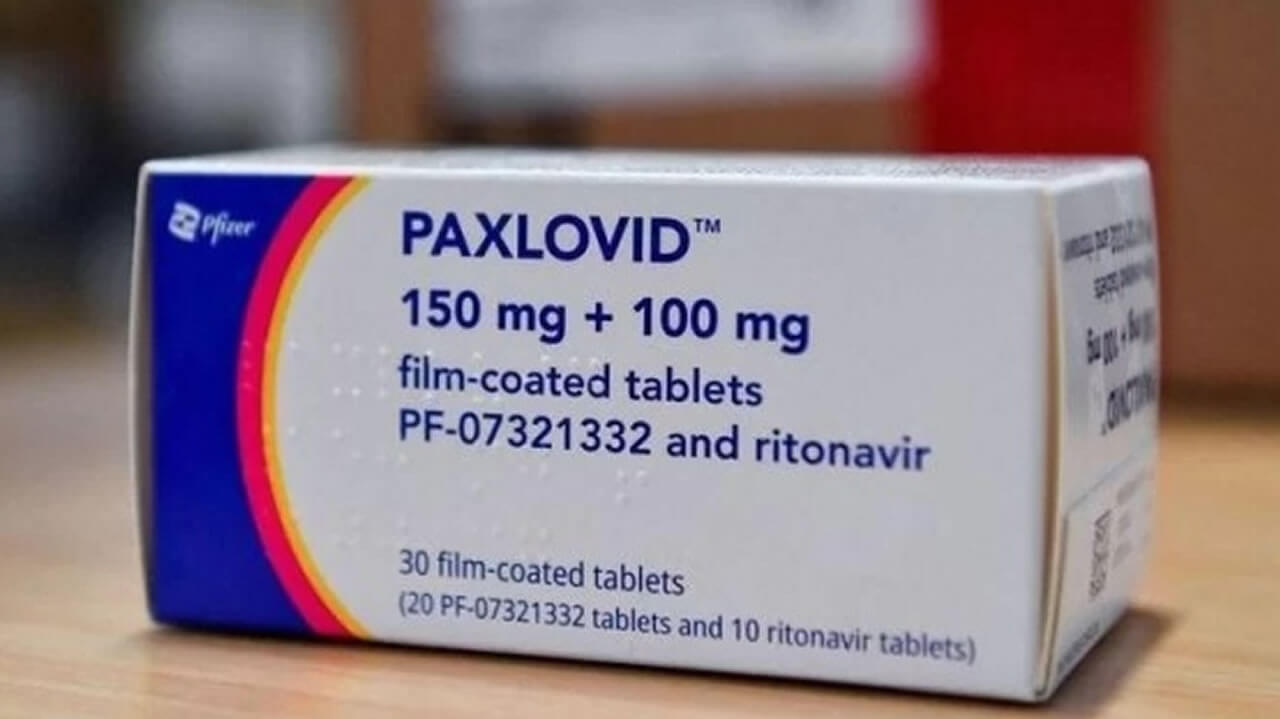 Pfizer
PAXLOVID™
150 mg + 100 mg
film-coated tablets
PF-07321332 and ritonavir
30 film-coated tablets
(20 PF-07321332 tablets and 10 ritonavir tablets)